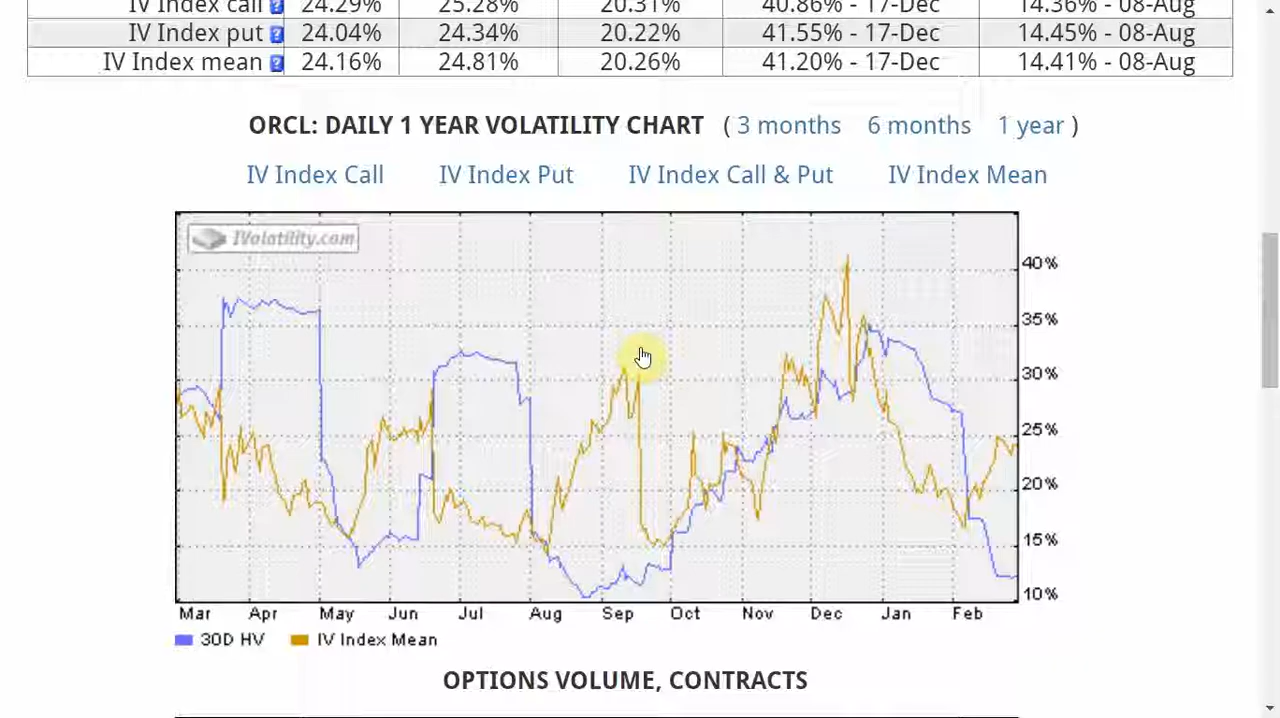 IV Index call ? 24.29% 25.28% 20.31% 40.86% - 17-Dec 14.36% - 08-Aug
IV Index put ? 24.04% 24.34% 20.22% 41.55% - 17-Dec 14.45% - 08-Aug
IV Index mean ? 24.16% 24.81% 20.26% 41.20% - 17-Dec 14.41% - 08-Aug
ORCL: DAILY 1 YEAR VOLATILITY CHART ( 3 months 6 months 1 year )
IV Index Call IV Index Put IV Index Call & Put IV Index Mean
IVolatility.com
40%
35%
30%
25%
20%
15%
10%
Mar Apr May Jun Jul Aug Sep Oct Nov Dec Jan Feb
30D HV IV Index Mean
OPTIONS VOLUME, CONTRACTS